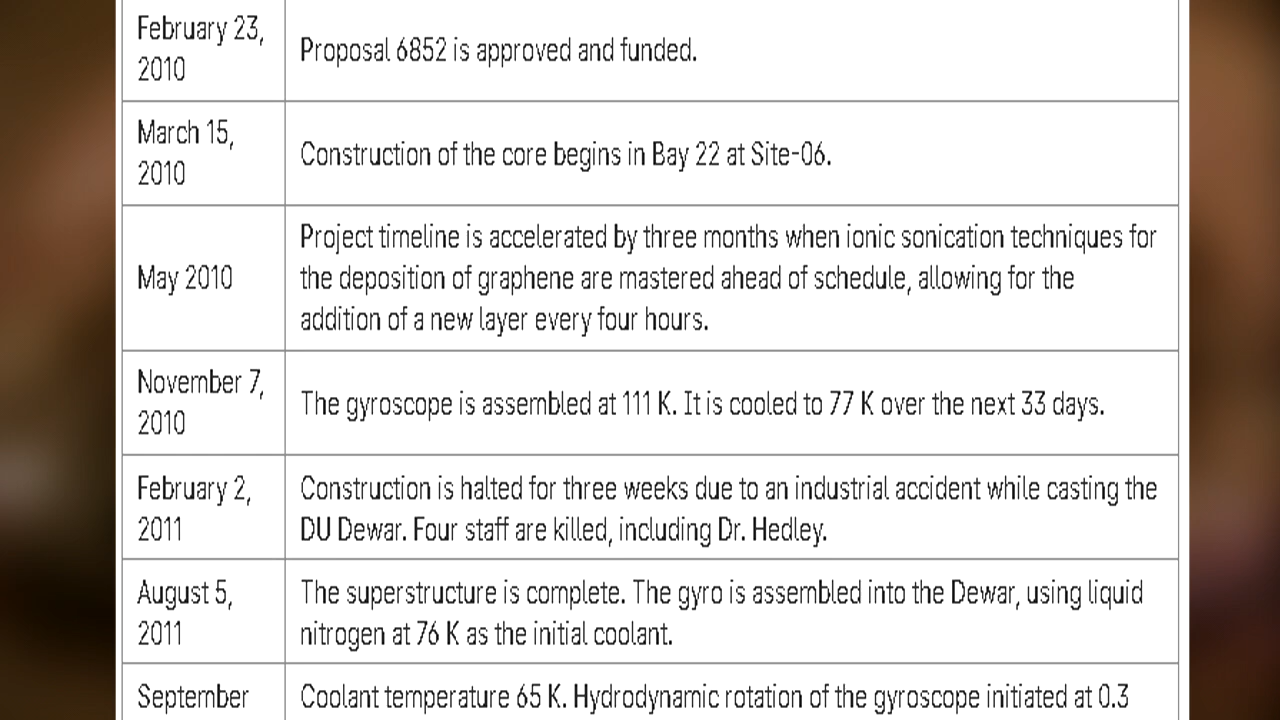 February 23,
2010
Proposal 6852 is approved and funded.
March 15,
2010
Construction of the core begins in Bay 22 at Site-06.
May 2010
Project timeline is accelerated by three months when ionic sonication techniques for
the deposition of graphene are mastered ahead of schedule, allowing for the
addition of a new layer every four hours.
November 7,
2010
The gyroscope is assembled at 111 K. It is cooled to 77 K over the next 33 days.
February 2,
2011
Construction is halted for three weeks due to an industrial accident while casting the
DU Dewar. Four staff are killed, including Dr. Hedley.
August 5,
2011
The superstructure is complete. The gyro is assembled into the Dewar, using liquid
nitrogen at 76 K as the initial coolant.
September
Coolant temperature 65 K. Hydrodynamic rotation of the gyroscope initiated at 0.3